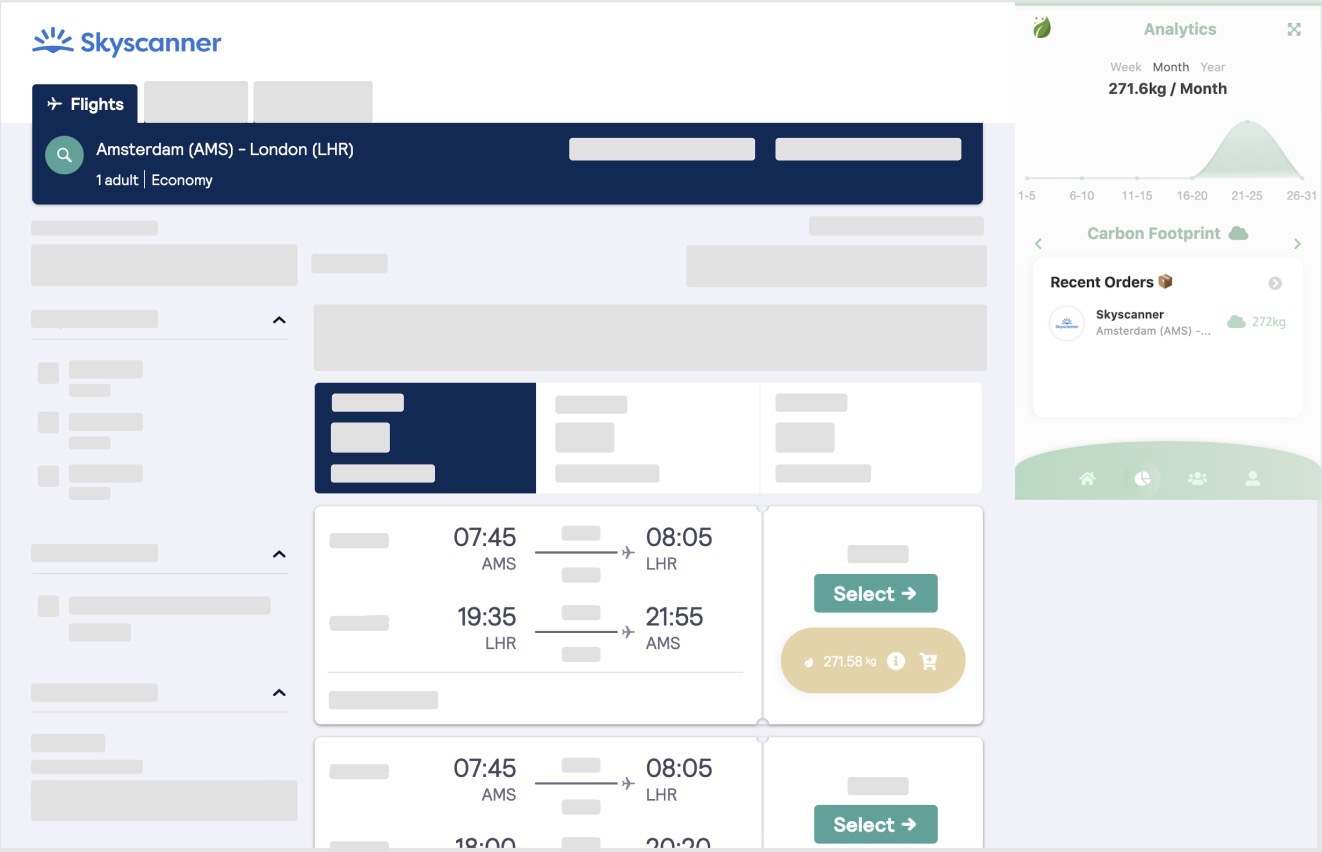 Skyscanner
Flights
Amsterdam (AMS) - London (LHR)
1 adult | Economy
07:45
AMS
08:05
LHR
19:35
LHR
21:55
AMS
Select →
271.58 kg
07:45
AMS
08:05
LHR
18:00
20:20
Select →
Analytics
Week Month Year
271.6kg / Month
1-5 6-10 11-15 16-20 21-25 26-31
Carbon Footprint
Recent Orders
Skyscanner
Amsterdam (AMS) -...
272kg